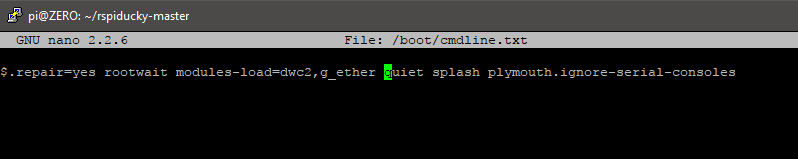 pi@ZERO: ~/rspiducky-master
GNU nano 2.2.6 File: /boot/cmdline.txt
$.repair=yes rootwait modules-load=dwc2,g_ether quiet splash plymouth.ignore-serial-consoles